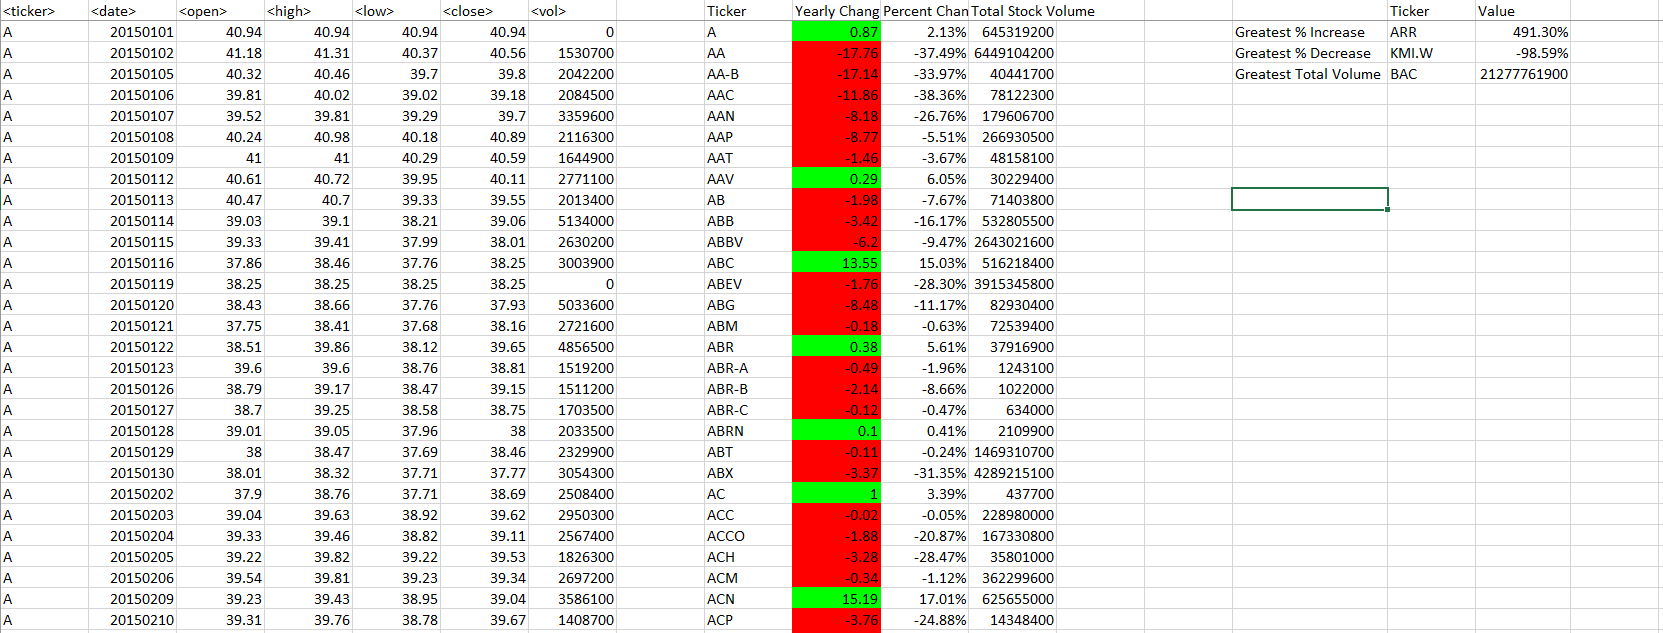 <ticker> <date> <open> <high> <low> <close> <vol> Ticker Yearly Chang Percent Chan Total Stock Volume Ticker Value
A 20150101 40.94 40.94 40.94 40.94 0 A 0.87 2.13% 645319200 Greatest % Increase ARR 491.30%
A 20150102 41.18 41.31 40.37 40.56 1530700 AA -17.76 -37.49% 6449104200 Greatest % Decrease KMI.W -98.59%
A 20150105 40.32 40.46 39.7 39.8 2042200 AA-B -17.14 -33.97% 40441700 Greatest Total Volume BAC 21277761900
A 20150106 39.81 40.02 39.02 39.18 2084500 AAC -11.86 -38.36% 78122300
A 20150107 39.52 39.81 39.29 39.7 3359600 AAN -8.18 -26.76% 179606700
A 20150108 40.24 40.98 40.18 40.89 2116300 AAP -8.77 -5.51% 266930500
A 20150109 41 41 40.29 40.59 1644900 AAT -1.46 -3.67% 48158100
A 20150112 40.61 40.72 39.95 40.11 2771100 AAV 0.29 6.05% 30229400
A 20150113 40.47 40.7 39.33 39.55 2013400 AB -1.98 -7.67% 71403800
A 20150114 39.03 39.1 38.21 39.06 5134000 ABB -3.42 -16.17% 532805500
A 20150115 39.33 39.41 37.99 38.01 2630200 ABBV -6.2 -9.47% 2643021600
A 20150116 37.86 38.46 37.76 38.25 3003900 ABC 13.55 15.03% 516218400
A 20150119 38.25 38.25 38.25 38.25 0 ABEV -1.76 -28.30% 3915345800
A 20150120 38.43 38.66 37.76 37.93 5033600 ABG -8.48 -11.17% 82930400
A 20150121 37.75 38.41 37.68 38.16 2721600 ABM -0.18 -0.63% 72539400
A 20150122 38.51 39.86 38.12 39.65 4856500 ABR 0.38 5.61% 37916900
A 20150123 39.6 39.6 38.76 38.81 1519200 ABR-A -0.49 -1.96% 1243100
A 20150126 38.79 39.17 38.47 39.15 1511200 ABR-B -2.14 -8.66% 1022000
A 20150127 38.7 39.25 38.58 38.75 1703500 ABR-C -0.12 -0.47% 634000
A 20150128 39.01 39.05 37.96 38 2033500 ABRN 0.1 0.41% 2109900
A 20150129 38 38.47 37.69 38.46 2329900 ABT -0.11 -0.24% 1469310700
A 20150130 38.01 38.32 37.71 37.77 3054300 ABX -3.37 -31.35% 4289215100
A 20150202 37.9 38.76 37.71 38.69 2508400 AC 1 3.39% 437700
A 20150203 39.04 39.63 38.92 39.62 2950300 ACC -0.02 -0.05% 228980000
A 20150204 39.33 39.46 38.82 39.11 2567400 ACCO -1.88 -20.87% 167330800
A 20150205 39.22 39.82 39.22 39.53 1826300 ACH -3.28 -28.47% 35801000
A 20150206 39.54 39.81 39.23 39.34 2697200 ACM -0.34 -1.12% 362299600
A 20150209 39.23 39.43 38.95 39.04 3586100 ACN 15.19 17.01% 625655000
A 20150210 39.31 39.76 38.78 39.67 1408700 ACP -3.76 -24.88% 14348400